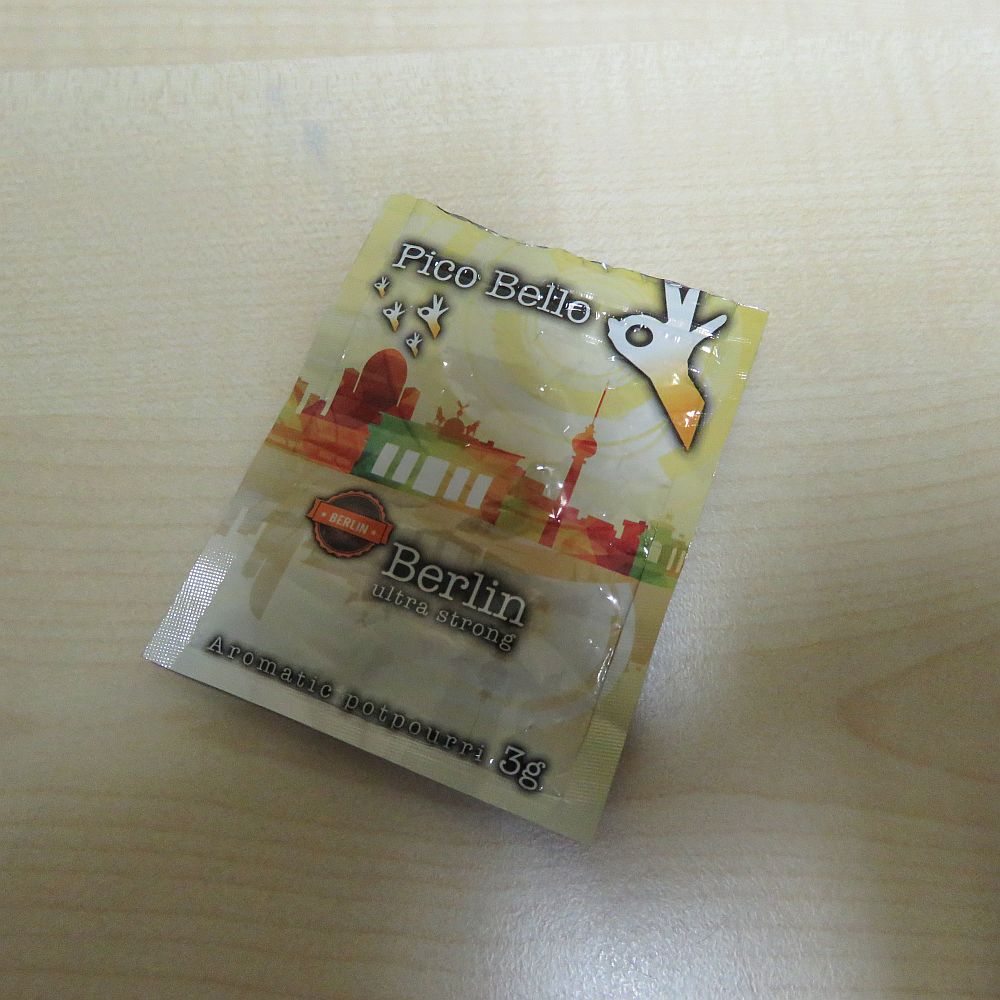 Pico Bello
BERLIN
Berlin
ultra strong
Aromatic potpourri 3g